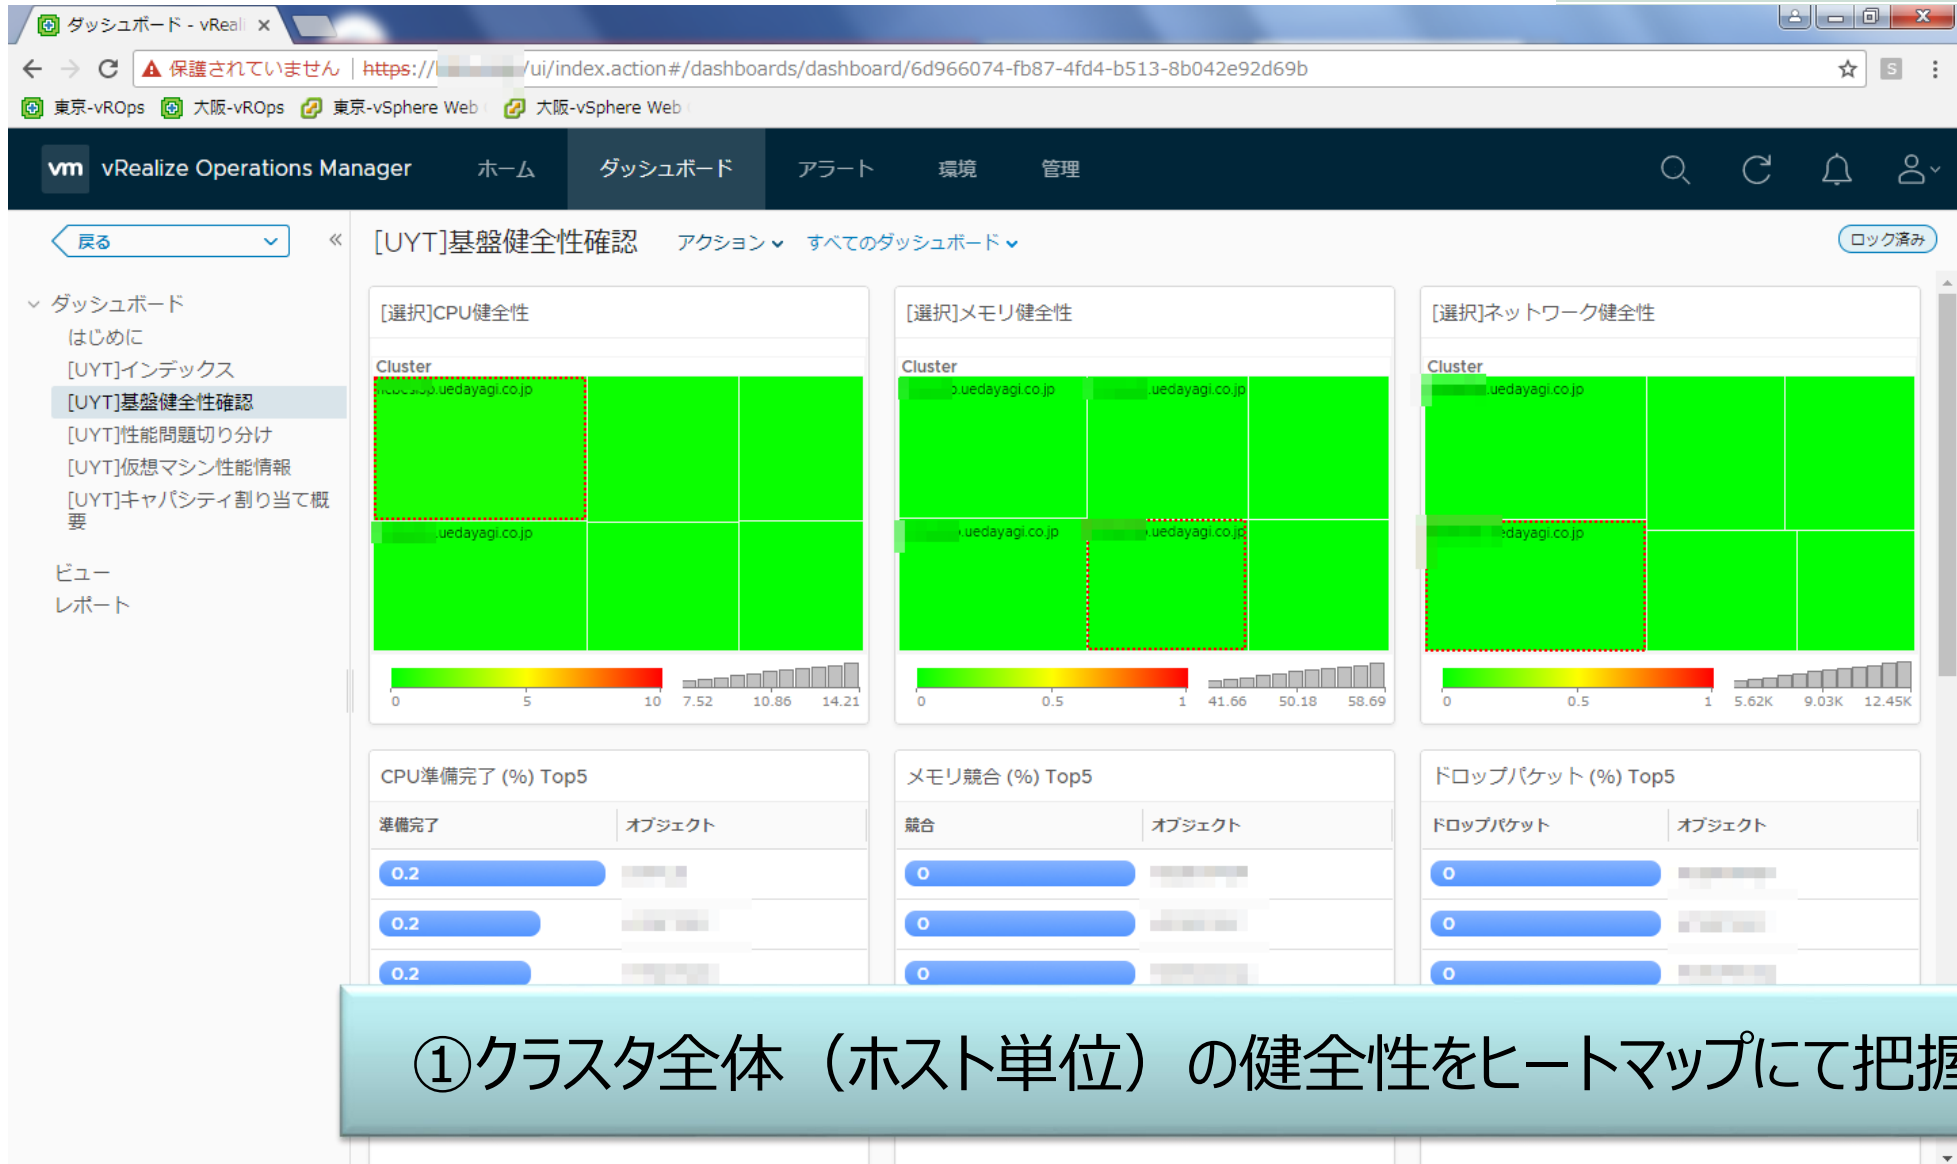 ダッシュボード - vReali
保護されていません https:// /ui/index.action#/dashboards/dashboard/6d966074-fb87-4fd4-b513-8b042e92d69b
東京-vROps 大阪-vROps 東京-vSphere Web 大阪-vSphere Web
vm vRealize Operations Manager ホーム ダッシュボード アラート 環境 管理
戻る
[UYT]基盤健全性確認 アクション すべてのダッシュボード ロック済み
ダッシュボード
はじめに
[UYT]インデックス
[UYT]基盤健全性確認
[UYT]性能問題切り分け
[UYT]仮想マシン性能情報
[UYT]キャパシティ割り当て概
要
ビュー
レポート
[選択]CPU健全性
Cluster
.uedayagi.co.jp
.uedayagi.co.jp
0 5 10 7.52 10.86 14.21
[選択]メモリ健全性
Cluster
.uedayagi.co.jp .uedayagi.co.jp
.uedayagi.co.jp .uedayagi.co.jp
0 0.5 1 41.66 50.18 58.69
[選択]ネットワーク健全性
Cluster
.uedayagi.co.jp
edayagi.co.jp
0 0.5 1 5.62K 9.03K 12.45K
CPU準備完了 (%) Top5
準備完了 オブジェクト
0.2
0.2
0.2
メモリ競合 (%) Top5
競合 オブジェクト
0
0
0
ドロップパケット (%) Top5
ドロップパケット オブジェクト
0
0
0
①クラスタ全体（ホスト単位）の健全性をヒートマップにて把握